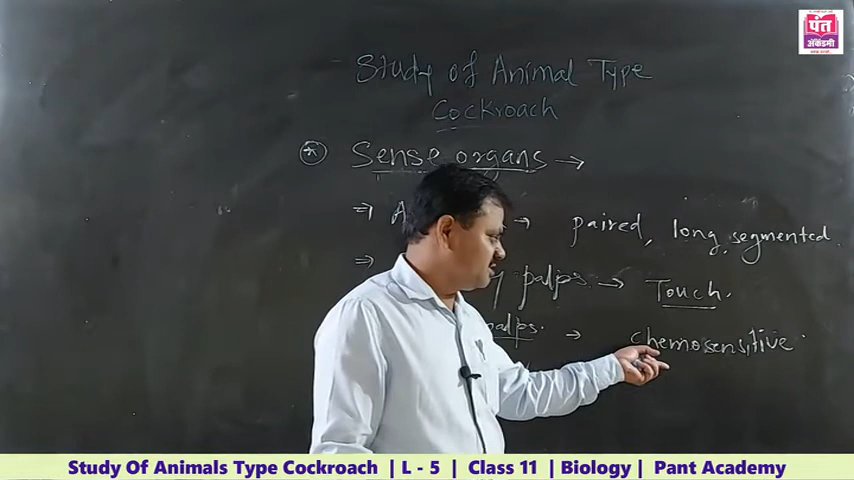 पंत
अ‍ॅकॅडमी
Study of Animal Type
Cockroach
Sense organs →
⇒ A → paired, long, segmented
⇒ y palps → Touch.
palps. → chemosensitive.
Study Of Animals Type Cockroach | L - 5 | Class 11 | Biology | Pant Academy